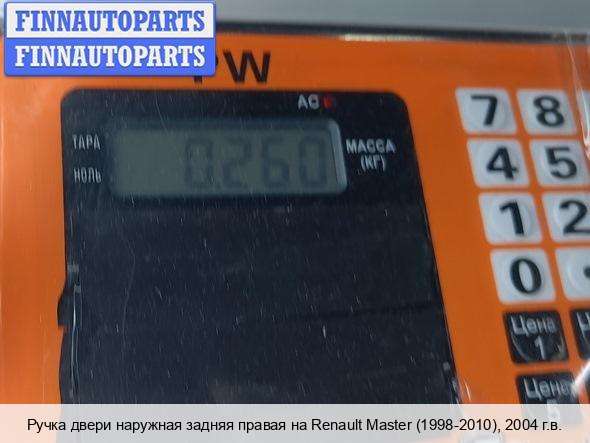 FINNAUTOPARTS
FINNAUTOPARTS
PW
AC
ТАРА
НОЛЬ
0.260
МАССА
(КГ)
7 8
4 5
1 2
0
Цена
1
Цена
5
Ручка двери наружная задняя правая на Renault Master (1998-2010), 2004 г.в.